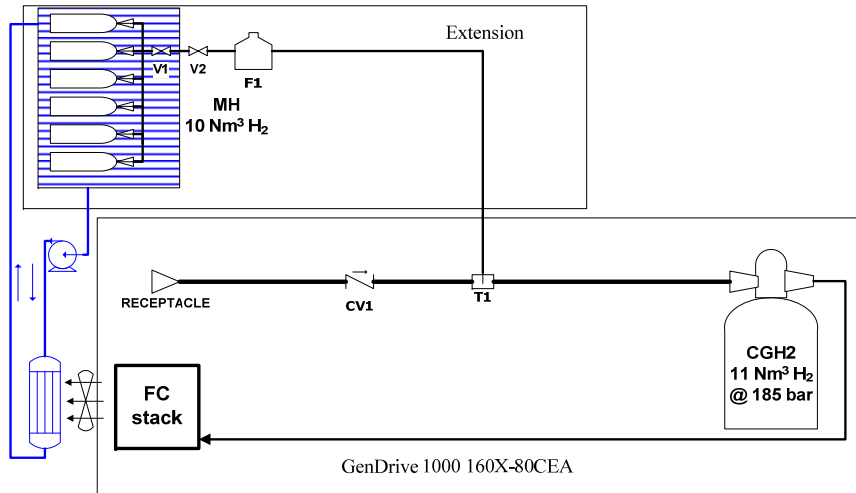 Extension
V1
V2
F1
MH
10 Nm³ H₂
RECEPTACLE
CV1
T1
CGH2
11 Nm³ H₂
@ 185 bar
FC
stack
GenDrive 1000 160X-80CEA